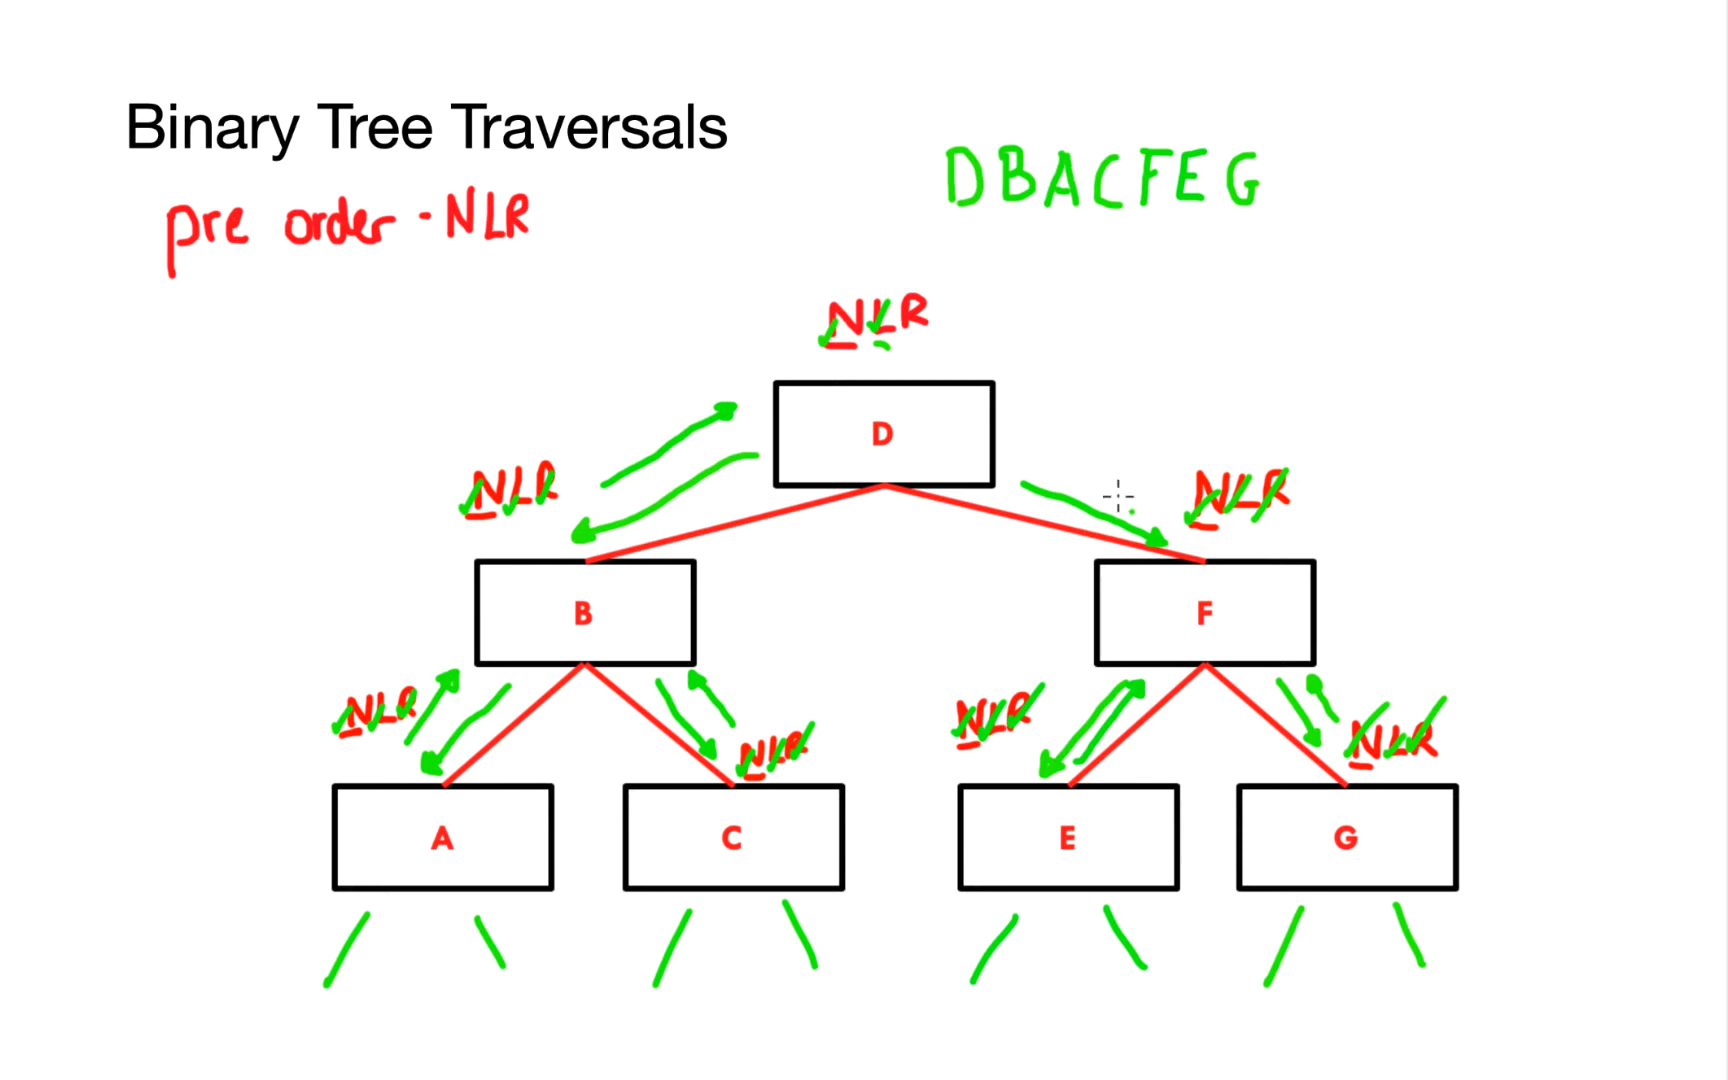 Binary Tree Traversals
DBACFEG
pre order - NLR
NLR
D
NLR
NLR
B
F
NLR
NLR
NLR
NLR
A
C
E
G